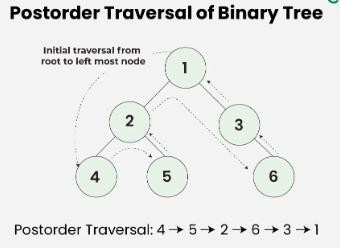 Postorder Traversal of Binary Tree
Initial traversal from
root to left most node
1
2
3
4
5
6
Postorder Traversal: 4 → 5 → 2 → 6 → 3 → 1